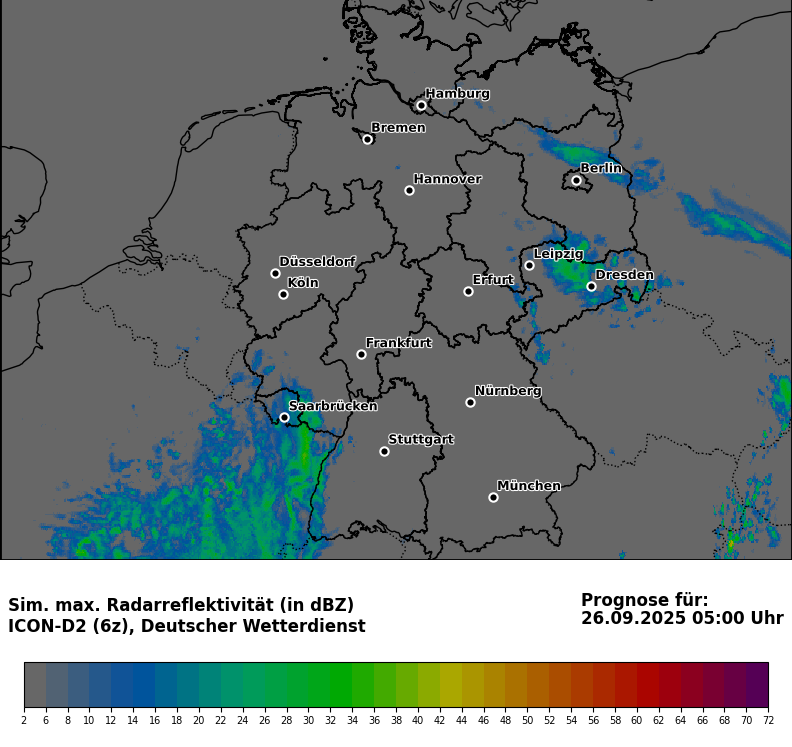 Hamburg
Bremen
Berlin
Hannover
Leipzig
Düsseldorf
Dresden
Erfurt
Köln
Frankfurt
Nürnberg
Saarbrücken
Stuttgart
München
Sim. max. Radarreflektivität (in dBZ)
ICON-D2 (6z), Deutscher Wetterdienst
Prognose für:
26.09.2025 05:00 Uhr
2 6 8 10 12 14 16 18 20 22 24 26 28 30 32 34 36 38 40 42 44 46 48 50 52 54 56 58 60 62 64 66 68 70 72